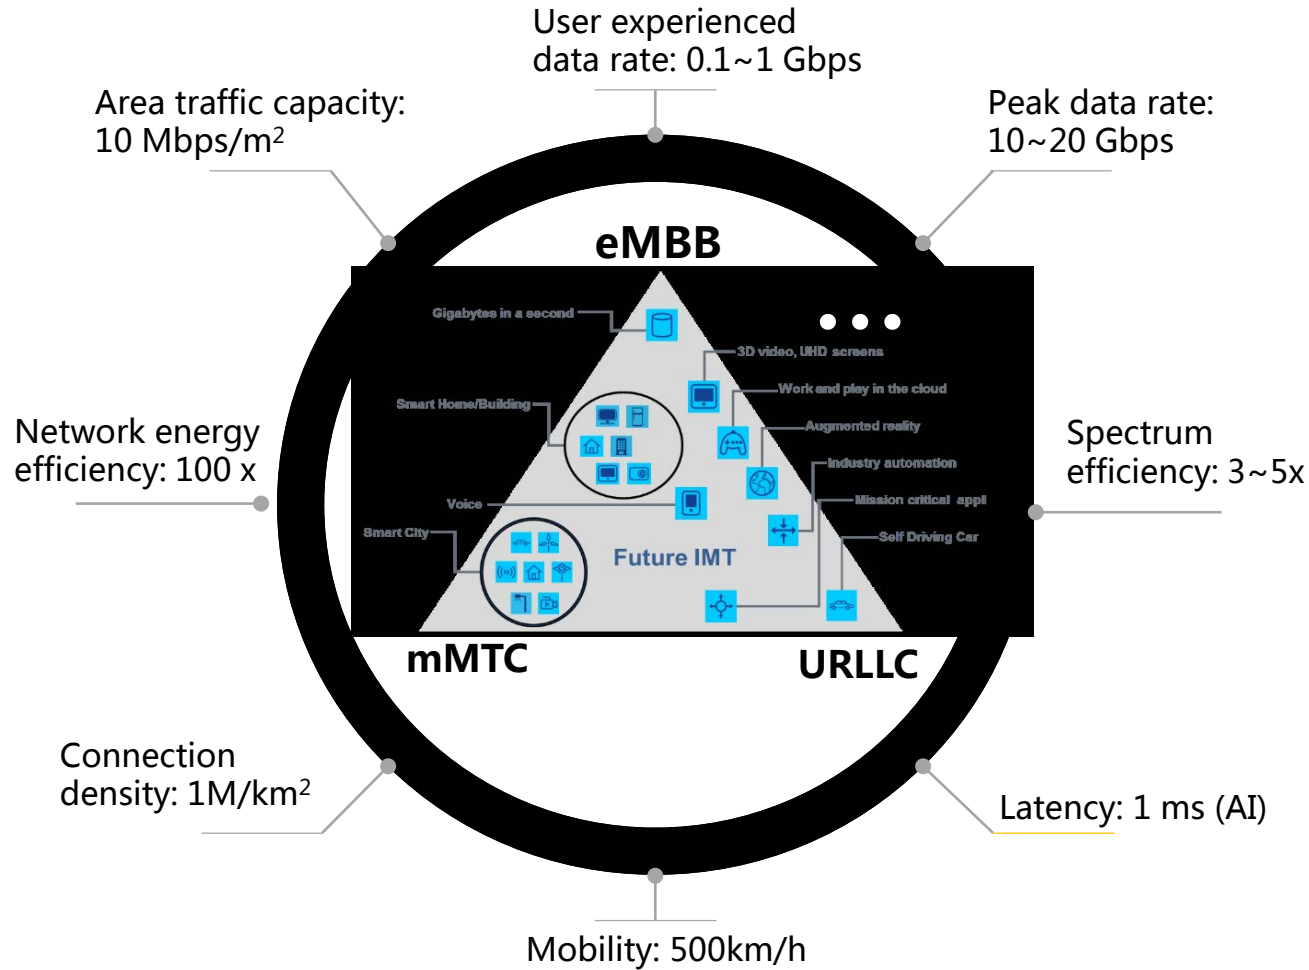 User experienced
data rate: 0.1~1 Gbps
Area traffic capacity:
10 Mbps/m²
Peak data rate:
10~20 Gbps
eMBB
Gigabytes in a second
3D video, UHD screens
Work and play in the cloud
Smart Home/Building
Augmented reality
Network energy
efficiency: 100 x
Spectrum
efficiency: 3~5x
Industry automation
Mission critical appl
Voice
Smart City
Self Driving Car
Future IMT
mMTC
URLLC
Connection
density: 1M/km²
Latency: 1 ms (AI)
Mobility: 500km/h